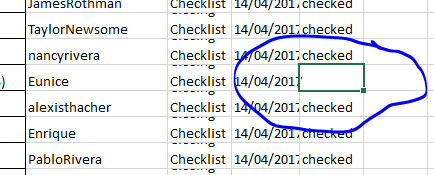 JamesRothman Checklist 14/04/2017 checked
TaylorNewsome Checklist 14/04/2017 checked
nancyrivera Checklist 14/04/2017 checked
) Eunice Checklist 14/04/2017
alexisthacher Checklist 14/04/2017 checked
Enrique Checklist 14/04/2017 checked
PabloRivera Checklist 14/04/2017 checked